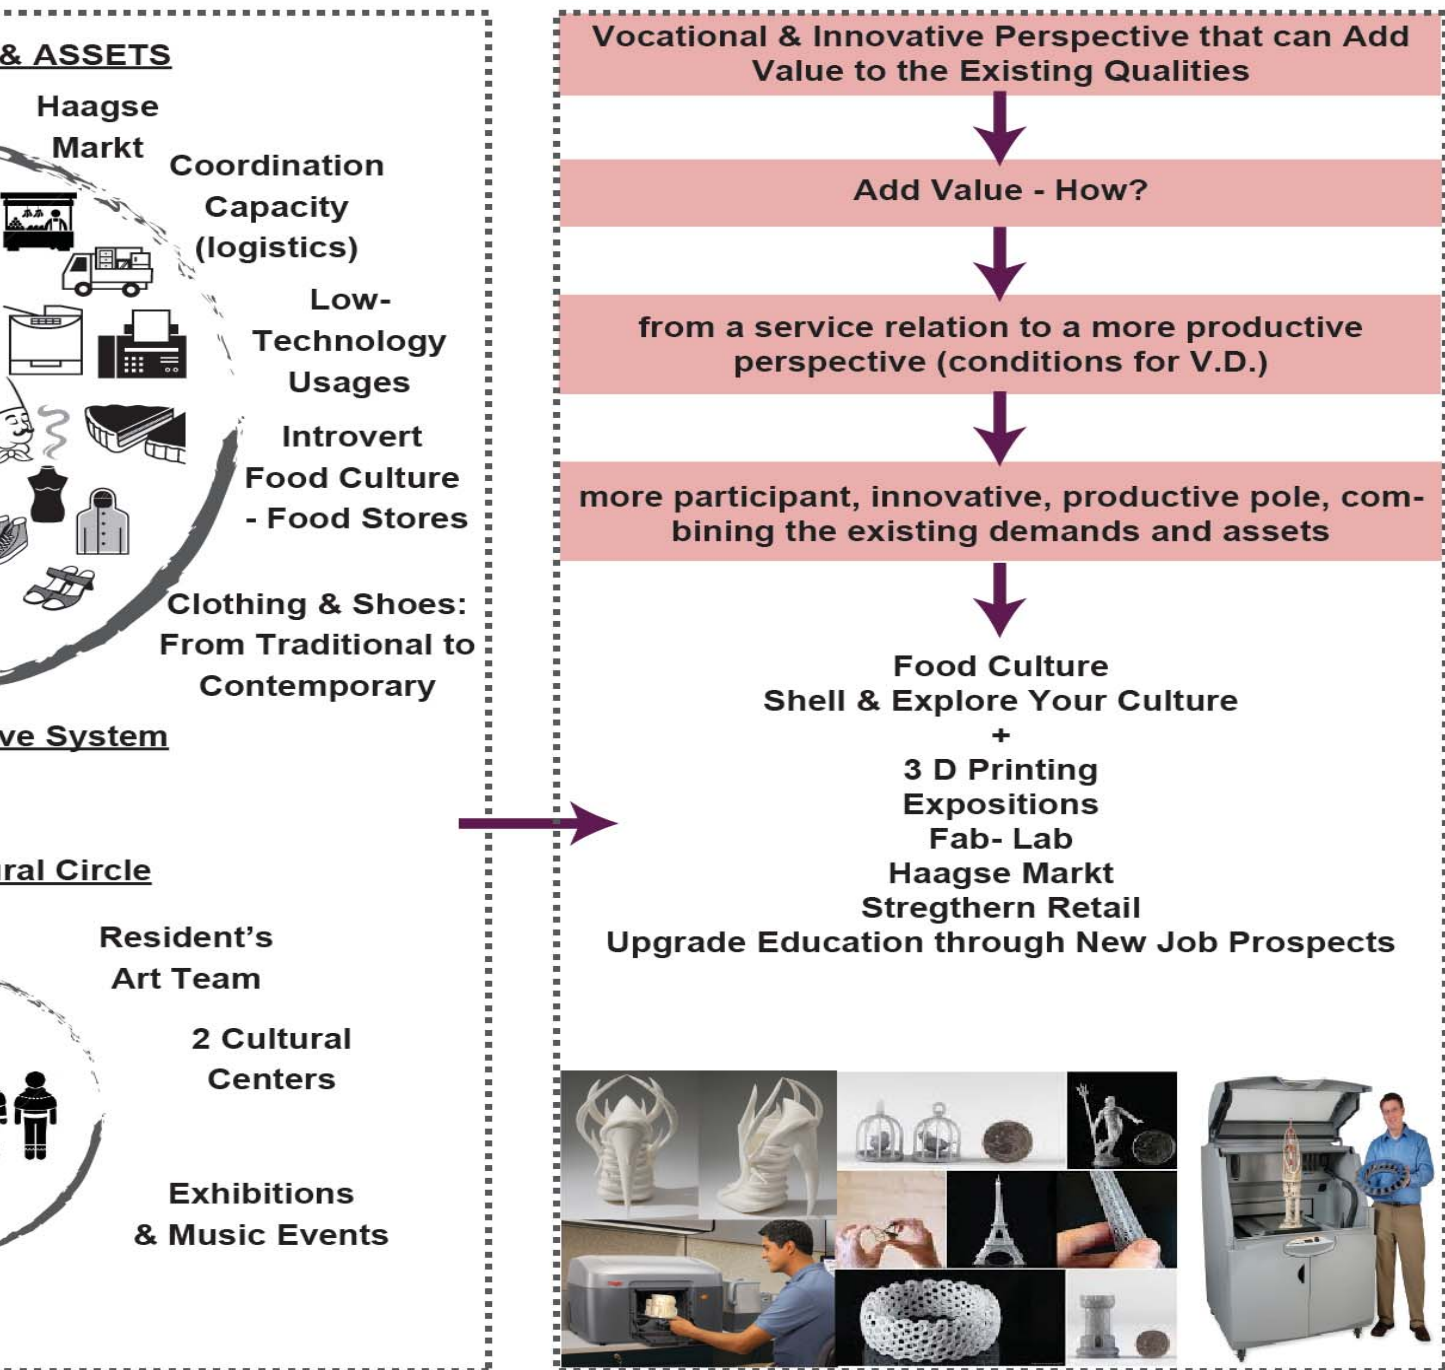 & ASSETS
Haagse
Markt
Coordination
Capacity
(logistics)
Low-
Technology
Usages
Introvert
Food Culture
- Food Stores
Clothing & Shoes:
From Traditional to
Contemporary
ve System
ral Circle
Resident's
Art Team
2 Cultural
Centers
Exhibitions
& Music Events
Vocational & Innovative Perspective that can Add
Value to the Existing Qualities
Add Value - How?
from a service relation to a more productive
perspective (conditions for V.D.)
more participant, innovative, productive pole, com-
bining the existing demands and assets
Food Culture
Shell & Explore Your Culture
+
3 D Printing
Expositions
Fab- Lab
Haagse Markt
Stregthern Retail
Upgrade Education through New Job Prospects